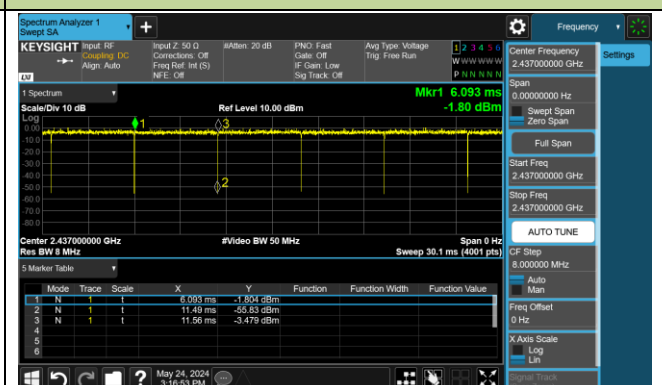 Spectrum Analyzer 1
Swept SA
Frequency
KEYSIGHT Input: RF
Coupling: DC
Align: Auto
Input Z: 50 Ω
Corrections: Off
Freq Ref: Int (S)
NFE: Off
#Atten: 20 dB
PNO: Fast
Gate: Off
IF Gain: Low
Sig Track: Off
Avg Type: Voltage
Trig: Free Run
1 2 3 4 5 6
W W W W W W
P N N N N N
LXI
1 Spectrum
Scale/Div 10 dB
Ref Level 10.00 dBm
Mkr1 6.093 ms
-1.80 dBm
Log
0.00
-10.0
-20.0
-30.0
-40.0
-50.0
-60.0
-70.0
-80.0
1
3
2
Center 2.437000000 GHz
Res BW 8 MHz
#Video BW 50 MHz
Span 0 Hz
Sweep 30.1 ms (4001 pts)
5 Marker Table
Mode Trace Scale X Y Function Function Width Function Value
1 N 1 t 6.093 ms -1.804 dBm
2 N 1 t 11.49 ms -55.83 dBm
3 N 1 t 11.56 ms -3.479 dBm
4
5
6
May 24, 2024
3:16:53 PM
Center Frequency
2.437000000 GHz
Settings
Span
0.00000000 Hz
Swept Span
Zero Span
Full Span
Start Freq
2.437000000 GHz
Stop Freq
2.437000000 GHz
AUTO TUNE
CF Step
8.000000 MHz
Auto
Man
Freq Offset
0 Hz
X Axis Scale
Log
Lin
Signal Track